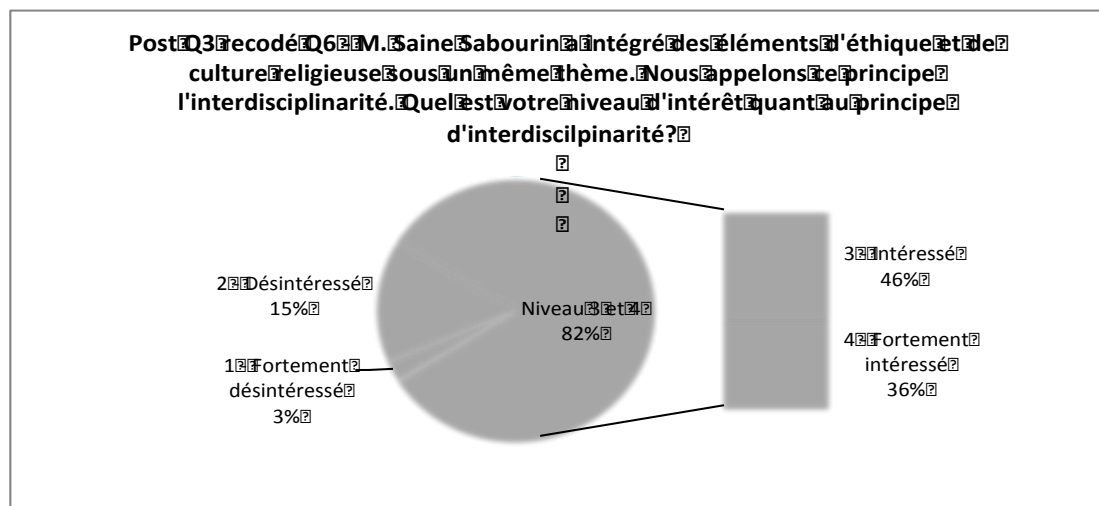 Post Q3 recodé Q6 - M. Saine Sabourin a intégré des éléments d'éthique et de
culture religieuse sous un même thème. Nous appelons ce principe
l'interdisciplinarité. Quel est votre niveau d'intérêt quant au principe
d'interdiscilpinarité?
2 - Désintéressé
15%
1 - Fortement
désintéressé
3%
Niveau 3 et 4
82%
3 - Intéressé
46%
4 - Fortement
intéressé
36%